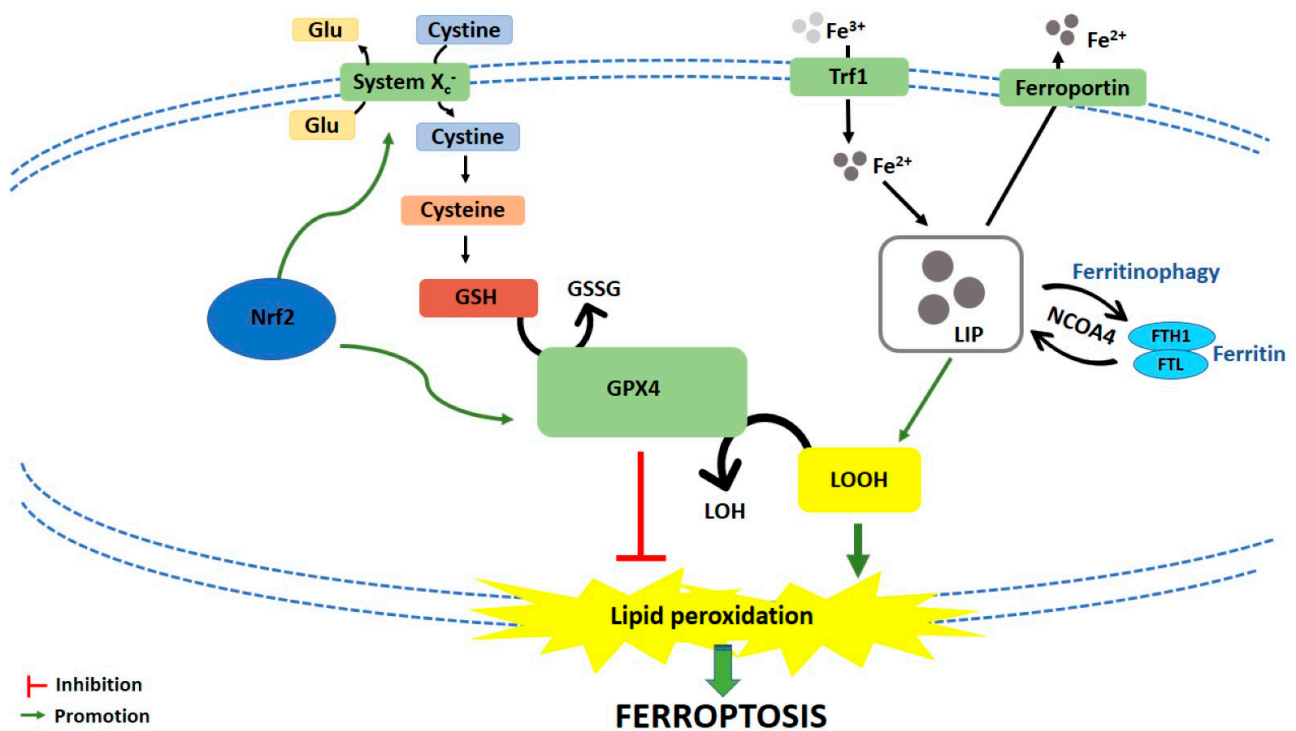 Glu
Cystine
Fe³⁺
Fe²⁺
System X꜀⁻
Trf1
Ferroportin
Glu
Cystine
Fe²⁺
Cysteine
GSH
GSSG
Nrf2
LIP
Ferritinophagy
NCOA4
FTH1
FTL
Ferritin
GPX4
LOOH
LOH
Lipid peroxidation
Inhibition
Promotion
FERROPTOSIS